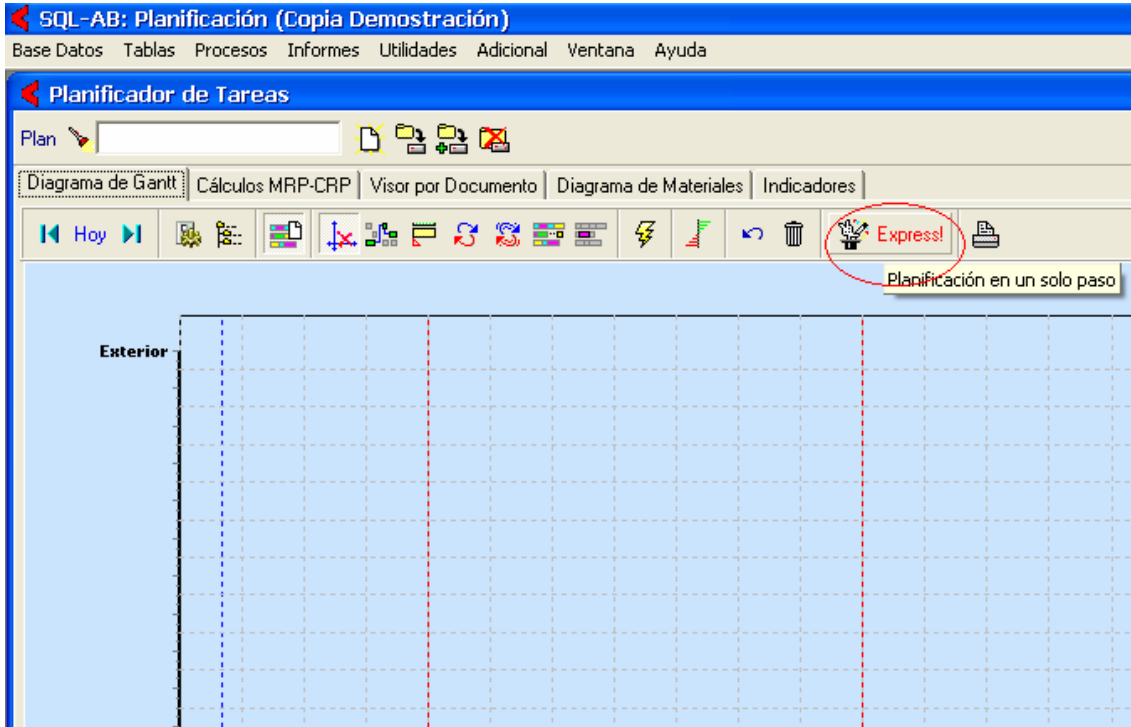 SQL-AB: Planificación (Copia Demostración)
Base Datos Tablas Procesos Informes Utilidades Adicional Ventana Ayuda
Planificador de Tareas
Plan
Diagrama de Gantt Cálculos MRP-CRP Visor por Documento Diagrama de Materiales Indicadores
Hoy Express!
Planificación en un solo paso
Exterior